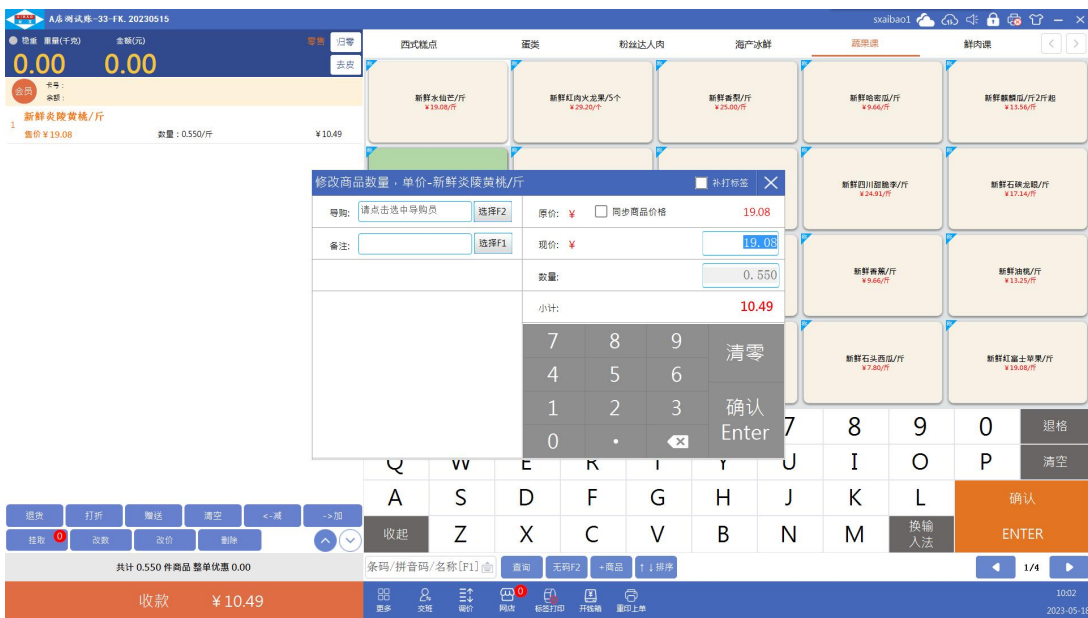 A店测试账-33-FK. 20230515
sxaibao1
稳重 重量(千克) 金额(元) 零售 归零
0.00 0.00 去皮
会员 卡号:
余额:
1 新鲜炎陵黄桃/斤
售价￥19.08 数量：0.550/斤 ￥10.49
西式糕点 蛋类 粉丝达人肉 海产冰鲜 蔬果课 鲜肉课 < >
新鲜水仙芒/斤
￥19.08/斤
新鲜红肉火龙果/5个
￥29.20/个
新鲜香梨/斤
￥25.00/斤
新鲜哈密瓜/斤
￥9.66/斤
新鲜麒麟瓜/斤2斤起
￥13.56/斤
新鲜四川甜脆李/斤
￥24.91/斤
新鲜石硖龙眼/斤
￥17.14/斤
新鲜香蕉/斤
￥9.66/斤
新鲜油桃/斤
￥13.25/斤
新鲜石头西瓜/斤
￥7.80/斤
新鲜红富士苹果/斤
￥19.08/斤
修改商品数量，单价-新鲜炎陵黄桃/斤 补打标签
导购: 请点击选中导购员 选择F2
备注: 选择F1
原价: ￥ 同步商品价格 19.08
现价: ￥ 19.08
数量: 0.550
小计: 10.49
7 8 9 清零
4 5 6
1 2 3 确认
Enter
0 .
7 8 9 0 退格
Q W E R T Y U I O P 清空
A S D F G H J K L 确认
ENTER
收起 Z X C V B N M 换输入法
退货 打折 赠送 清空 <-减 ->加
挂取 0 改数 改价 删除
共计 0.550 件商品 整单优惠 0.00
收款 ￥10.49
条码/拼音码/名称[F1] 查询 无码F2 +商品 ↑↓排序 1/4
更多 交班 调价 网店 0 标签打印 开钱箱 重印上单
10:02
2023-05-18